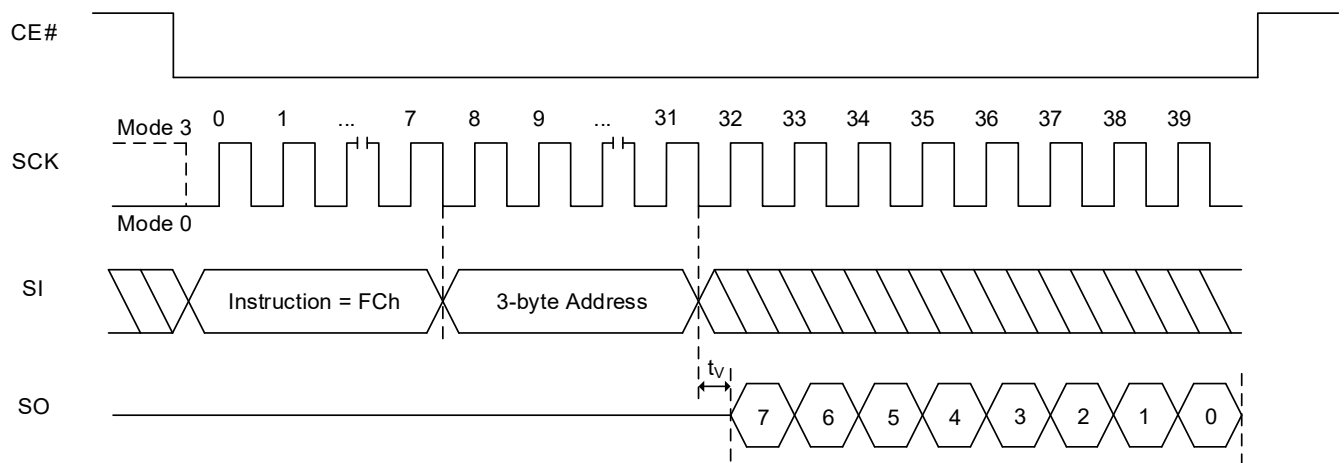 CE#
Mode 3
0 1 ... 7 8 9 ... 31 32 33 34 35 36 37 38 39
SCK
Mode 0
SI
Instruction = FCh
3-byte Address
tV
SO
7 6 5 4 3 2 1 0